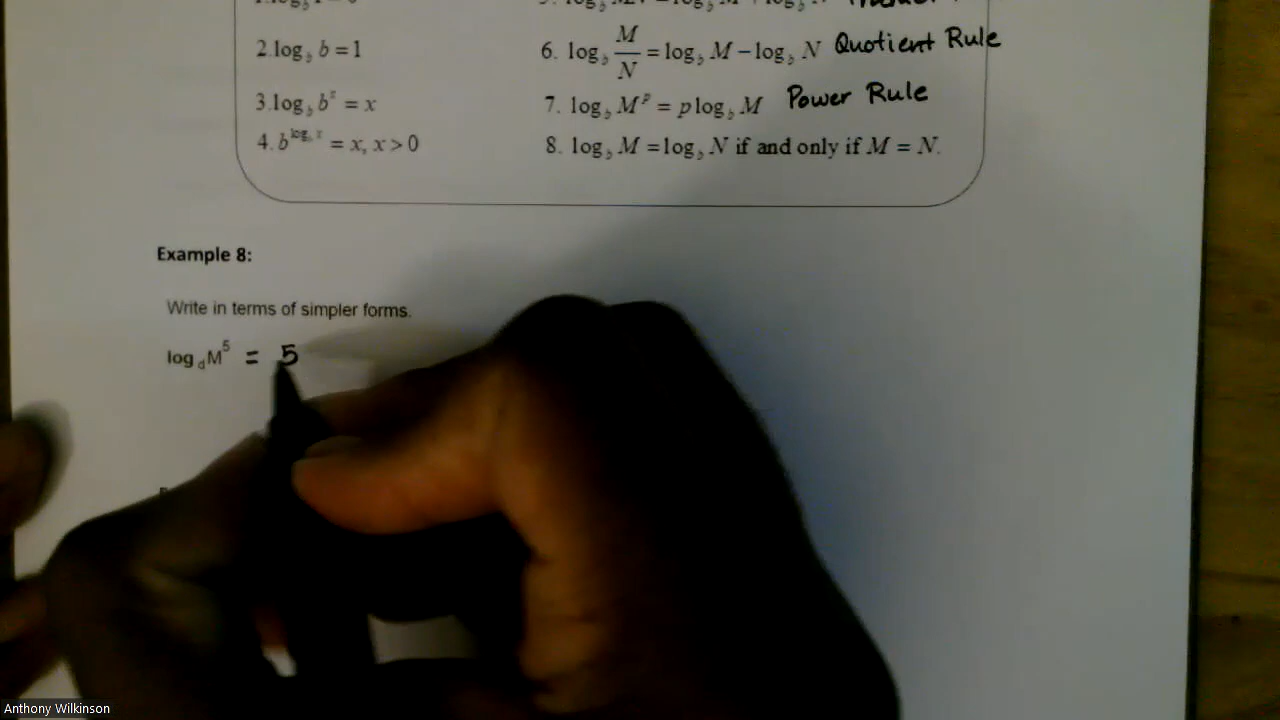 2. log_b b = 1
3. log_b b^x = x
4. b^{log_b x} = x, x > 0
6. log_b M/N = log_b M − log_b N Quotient Rule
7. log_b M^p = p log_b M Power Rule
8. log_b M = log_b N if and only if M = N.
Example 8:
Write in terms of simpler forms.
log_d M^5 = 5
Anthony Wilkinson